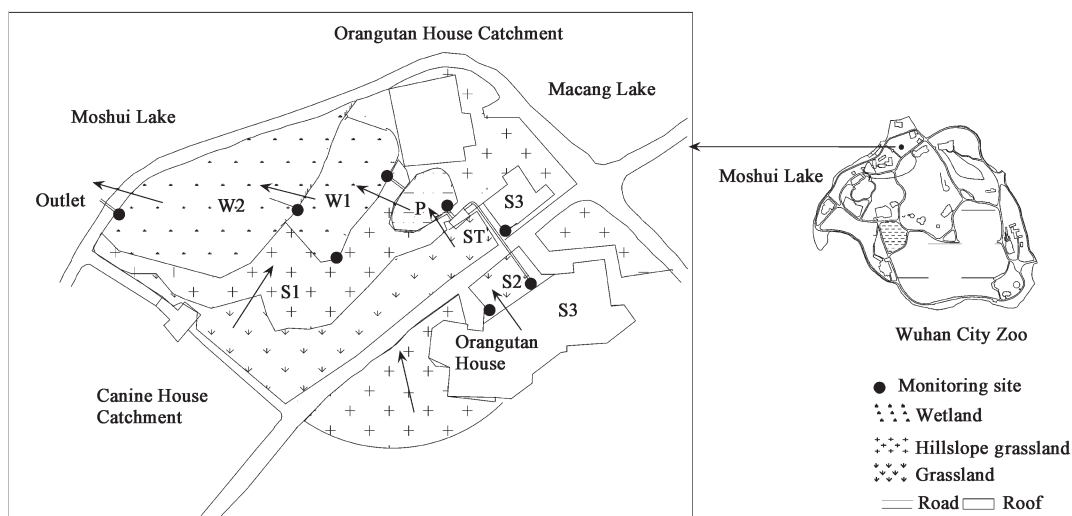 Orangutan House Catchment
Macang Lake
Moshui Lake
Moshui Lake
Outlet
W2
W1
P
S3
ST
S1
S2
S3
Orangutan
House
Wuhan City Zoo
Canine House
Catchment
Monitoring site
Wetland
Hillslope grassland
Grassland
Road
Roof